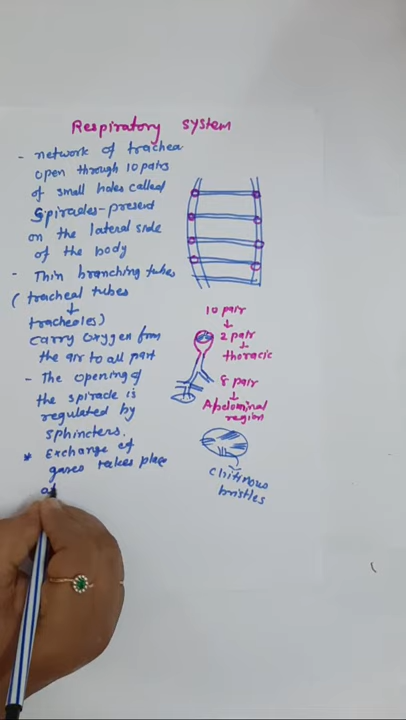 Respiratory system
- network of trachea
open through 10 pairs
of small holes called
Spiracles - present
on the lateral side
of the body
- Thin branching tubes
( tracheal tubes
↓
tracheoles)
carry oxygen from
the air to all part
- The opening of
the spiracle is
regulated by
sphincters.
* Exchange of
gases takes place
at
10 pair
↓
2 pair
↓
thoracic
8 pair
↓
Abdominal
region
chitinous
bristles